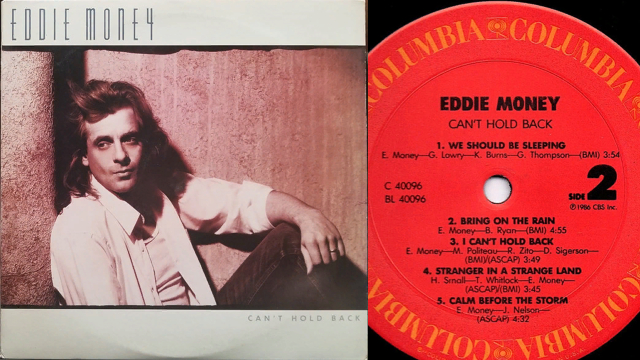 EDDIE MONEY
CAN'T HOLD BACK
COLUMBIA COLUMBIA
EDDIE MONEY
CAN'T HOLD BACK
1. WE SHOULD BE SLEEPING
E. Money—G. Lowry—K. Burns—G. Thompson—(BMI) 3:54
C 40096
BL 40096
SIDE 2
℗1986 CBS Inc.
2. BRING ON THE RAIN
E. Money—B. Ryan—(BMI) 4:55
3. I CAN'T HOLD BACK
E. Money—M. Politeau—R. Zito—D. Sigerson—
(BMI)/(ASCAP) 3:49
4. STRANGER IN A STRANGE LAND
H. Small—T. Whitlock—E. Money—
(ASCAP)/(BMI) 3:45
5. CALM BEFORE THE STORM
E. Money—J. Nelson—
(ASCAP) 4:32
COLUMBIA COLUMBIA